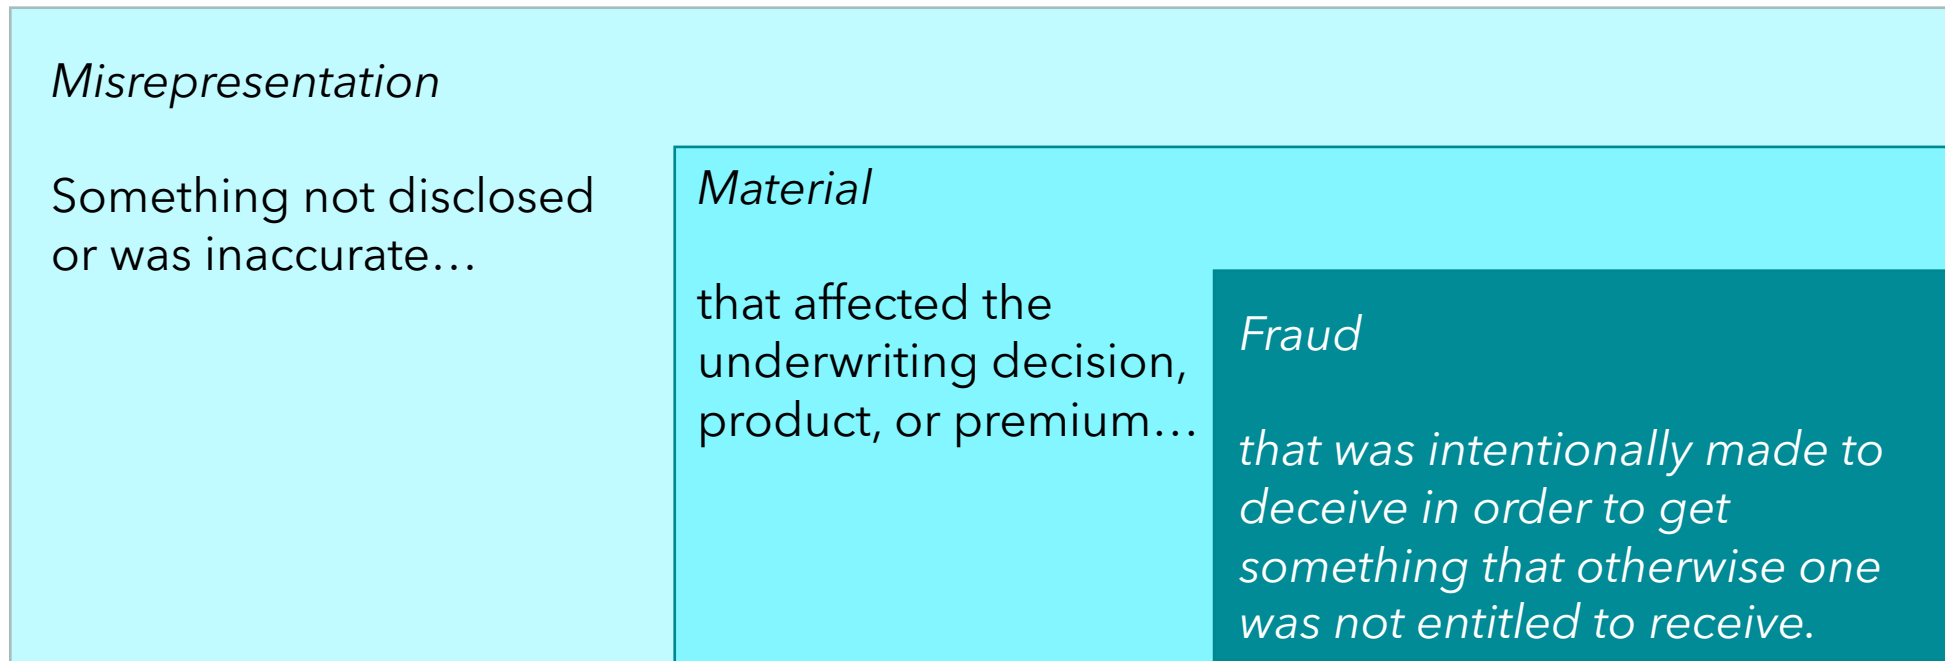 Misrepresentation
Something not disclosed
or was inaccurate…
Material
that affected the
underwriting decision,
product, or premium…
Fraud
that was intentionally made to
deceive in order to get
something that otherwise one
was not entitled to receive.